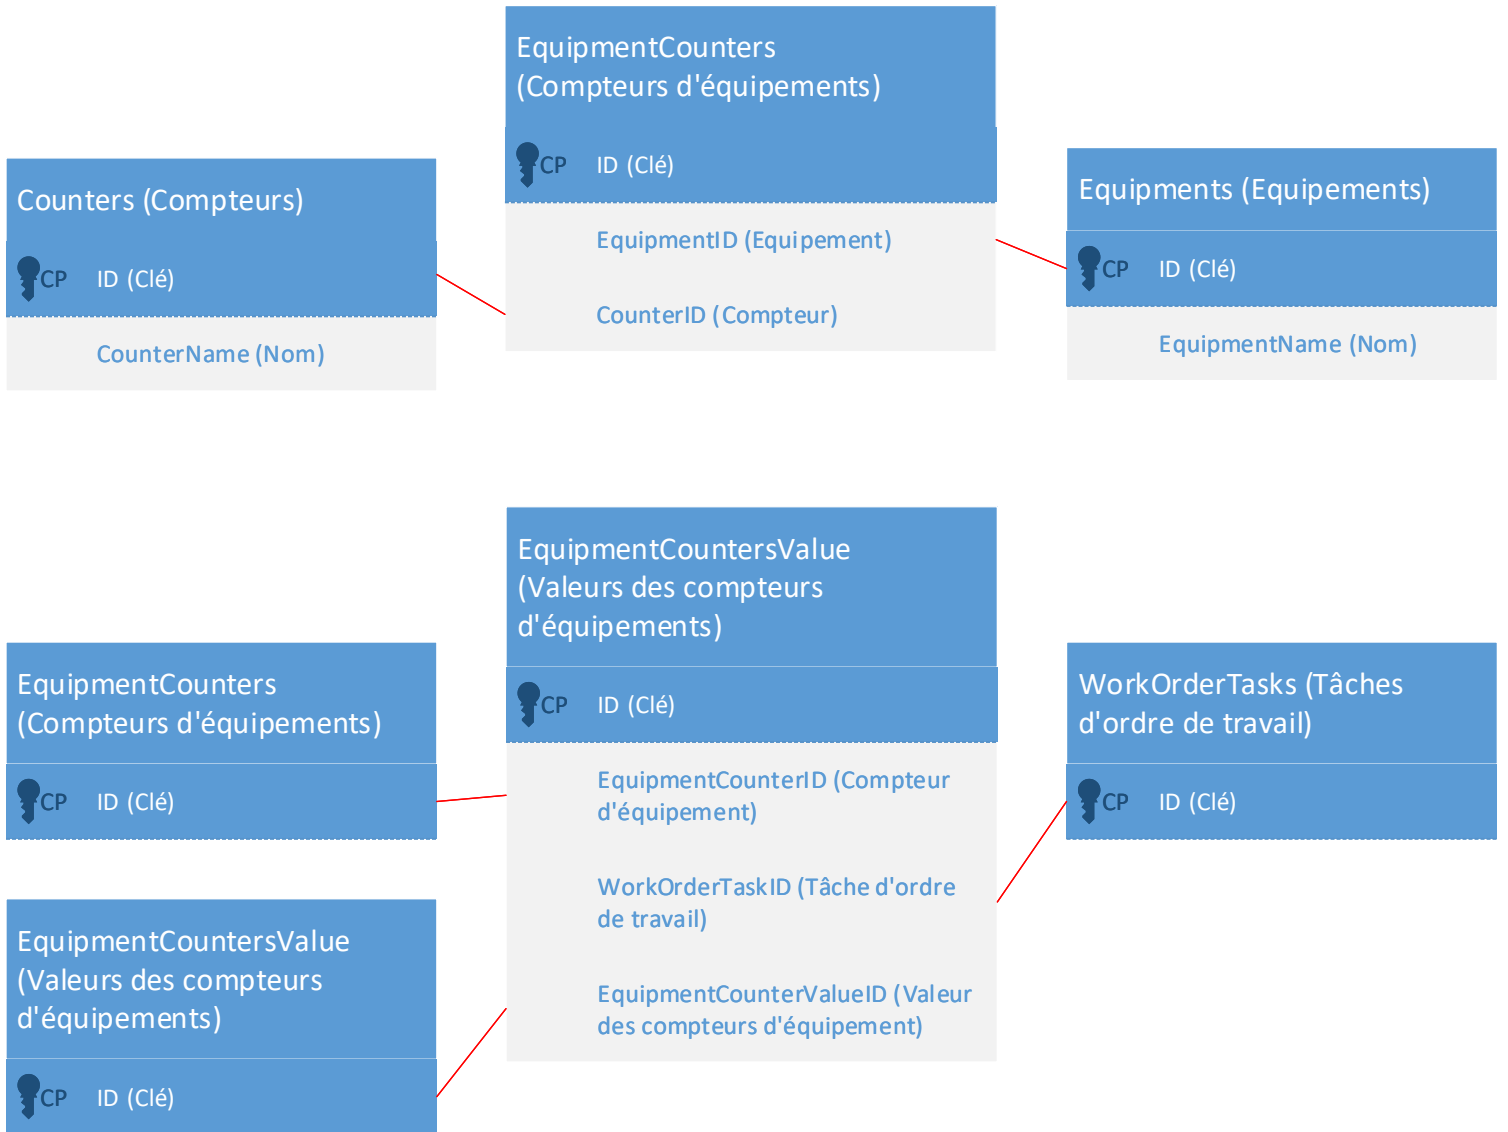 EquipmentCounters
(Compteurs d'équipements)
CP ID (Clé)
EquipmentID (Equipement)
CounterID (Compteur)
Counters (Compteurs)
CP ID (Clé)
CounterName (Nom)
Equipments (Equipements)
CP ID (Clé)
EquipmentName (Nom)
EquipmentCountersValue
(Valeurs des compteurs
d'équipements)
CP ID (Clé)
EquipmentCounterID (Compteur
d'équipement)
WorkOrderTaskID (Tâche d'ordre
de travail)
EquipmentCounterValueID (Valeur
des compteurs d'équipement)
EquipmentCounters
(Compteurs d'équipements)
CP ID (Clé)
WorkOrderTasks (Tâches
d'ordre de travail)
CP ID (Clé)
EquipmentCountersValue
(Valeurs des compteurs
d'équipements)
CP ID (Clé)